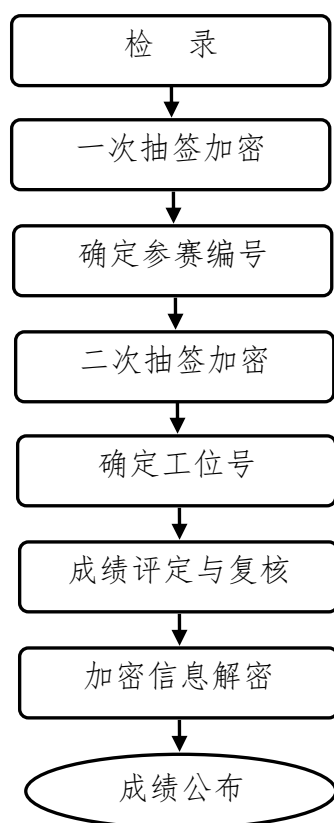 检 录
一次抽签加密
确定参赛编号
二次抽签加密
确定工位号
成绩评定与复核
加密信息解密
成绩公布